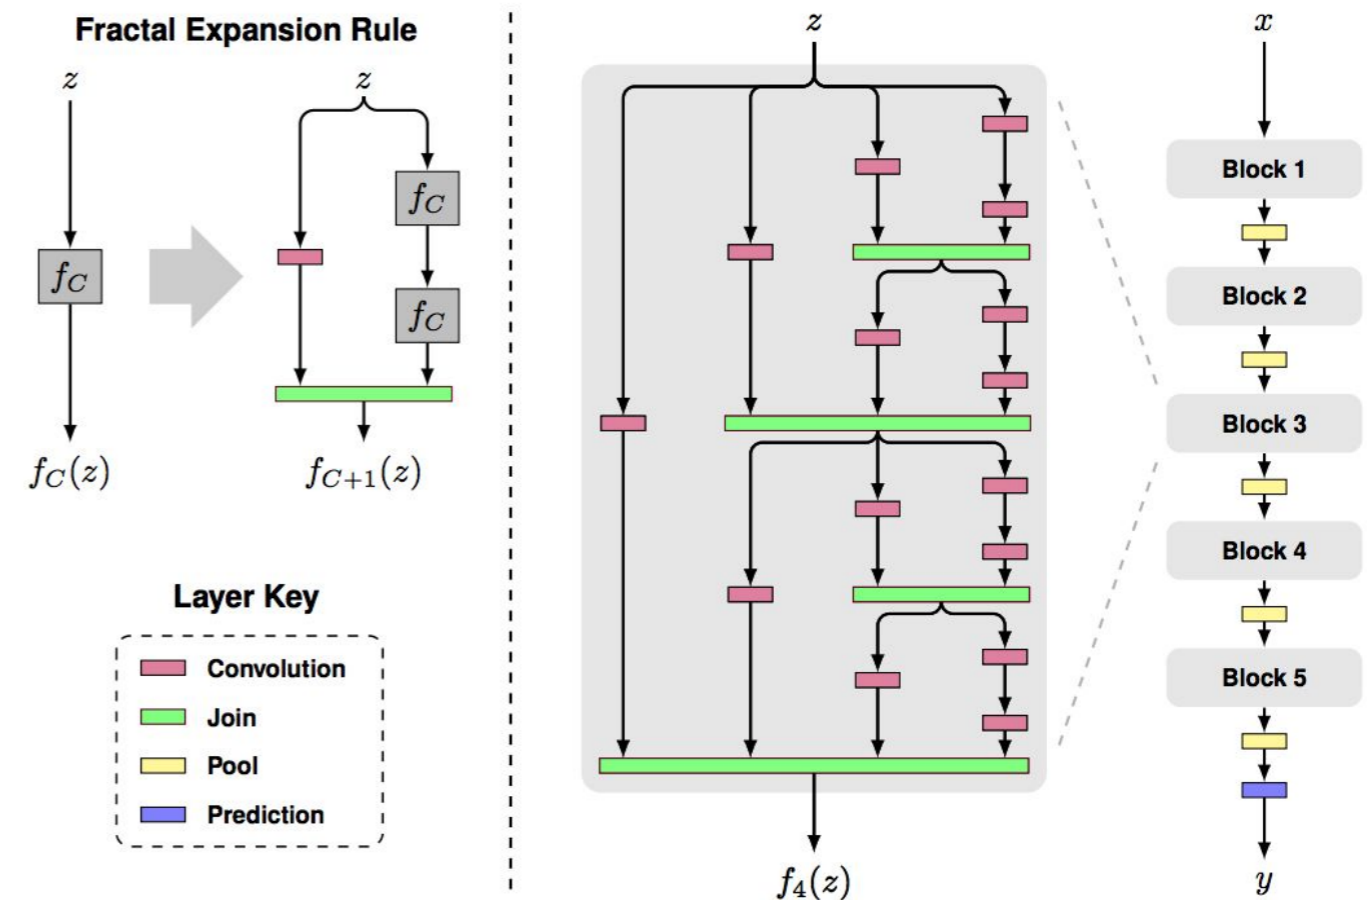 Fractal Expansion Rule
z
f_C
f_C(z)
z
f_C
f_C
f_{C+1}(z)
Layer Key
Convolution
Join
Pool
Prediction
z
f_4(z)
x
Block 1
Block 2
Block 3
Block 4
Block 5
y